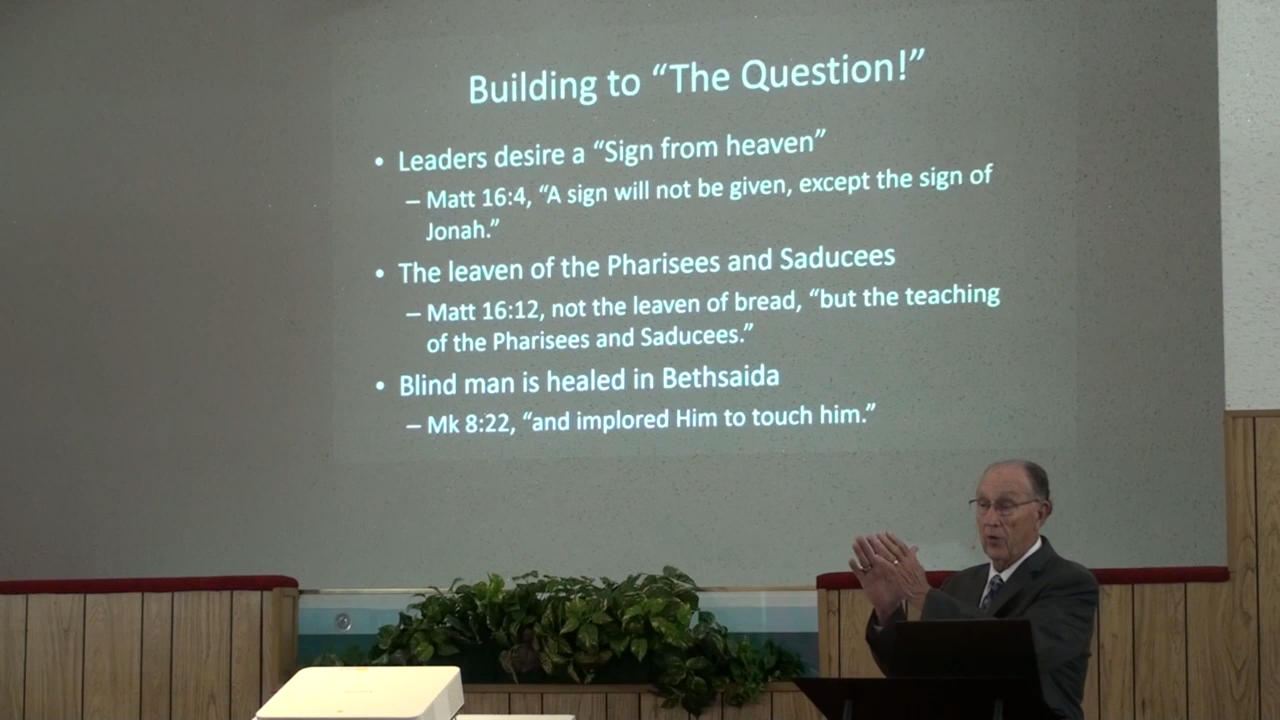 Building to “The Question!”
• Leaders desire a “Sign from heaven”
– Matt 16:4, “A sign will not be given, except the sign of
Jonah.”
• The leaven of the Pharisees and Saducees
– Matt 16:12, not the leaven of bread, “but the teaching
of the Pharisees and Saducees.”
• Blind man is healed in Bethsaida
– Mk 8:22, “and implored Him to touch him.”